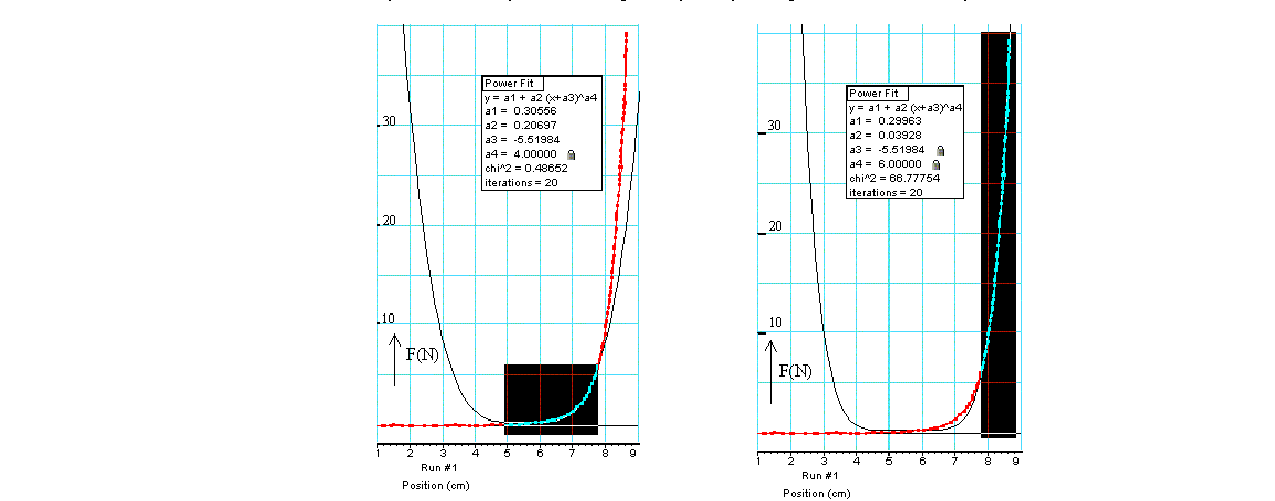 Power Fit
y = a1 + a2 (x+a3)^a4
a1 = 0.30556
a2 = 0.20697
a3 = -5.51984
a4 = 4.00000
chi^2 = 0.48652
iterations = 20
30
20
10
F(N)
1 2 3 4 5 6 7 8 9
Run #1
Position (cm)
Power Fit
y = a1 + a2 (x+a3)^a4
a1 = 0.29963
a2 = 0.03928
a3 = -5.51984
a4 = 6.00000
chi^2 = 66.77754
iterations = 20
30
20
10
F(N)
1 2 3 4 5 6 7 8 9
Run #1
Position (cm)